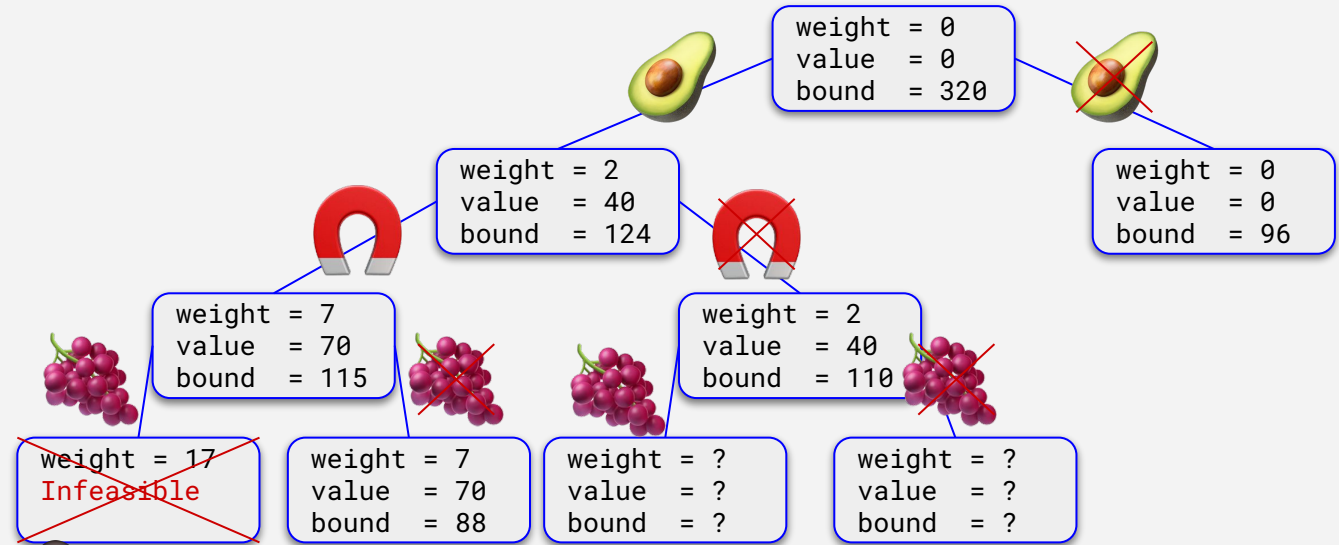 weight = 0
value  = 0
bound  = 320
weight = 2
value  = 40
bound  = 124
weight = 0
value  = 0
bound  = 96
weight = 7
value  = 70
bound  = 115
weight = 2
value  = 40
bound  = 110
weight = 17
Infeasible
weight = 7
value  = 70
bound  = 88
weight = ?
value  = ?
bound  = ?
weight = ?
value  = ?
bound  = ?